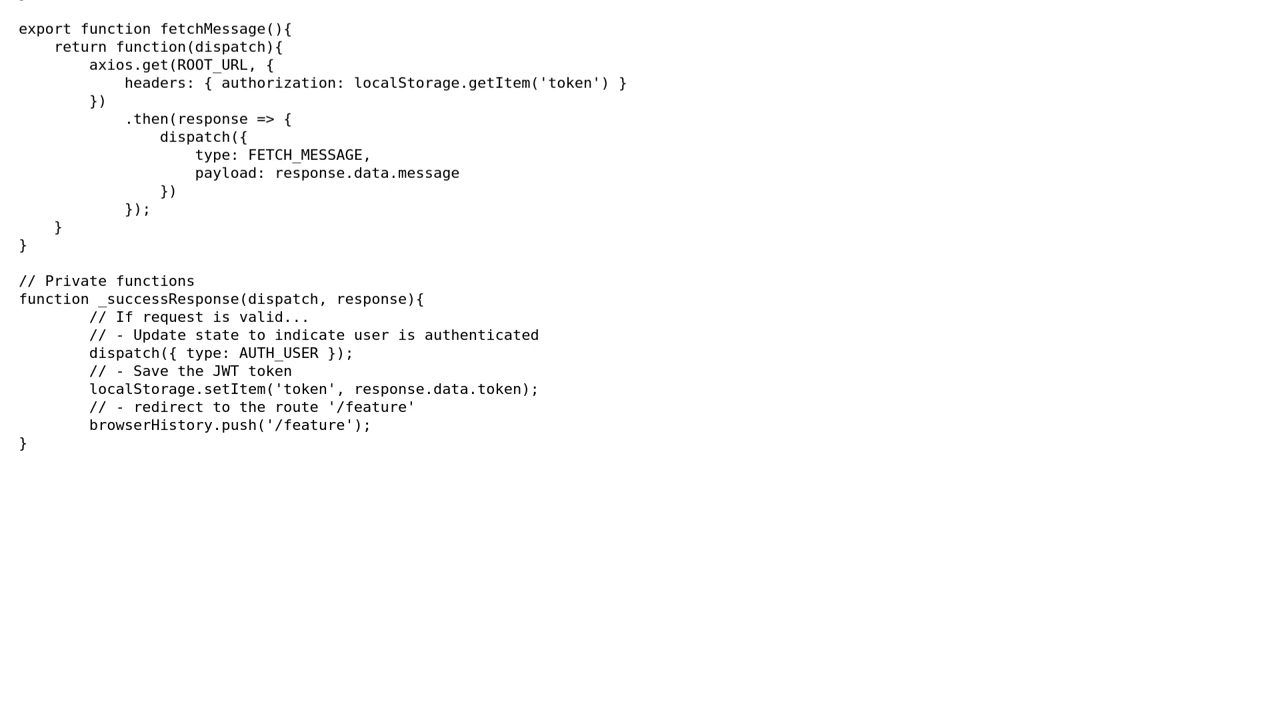 export function fetchMessage(){
    return function(dispatch){
        axios.get(ROOT_URL, {
            headers: { authorization: localStorage.getItem('token') }
        })
            .then(response => {
                dispatch({
                    type: FETCH_MESSAGE,
                    payload: response.data.message
                })
            });
    }
}

// Private functions
function _successResponse(dispatch, response){
        // If request is valid...
        // - Update state to indicate user is authenticated
        dispatch({ type: AUTH_USER });
        // - Save the JWT token
        localStorage.setItem('token', response.data.token);
        // - redirect to the route '/feature'
        browserHistory.push('/feature');
}